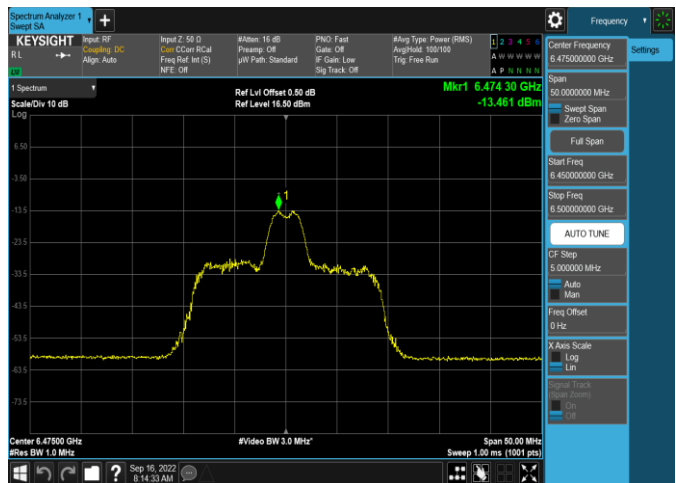 Spectrum Analyzer 1
Swept SA
+
Frequency
KEYSIGHT
R L
LXI
Input: RF
Coupling: DC
Align: Auto
Input Z: 50 Ω
Corr CCorr RCal
Freq Ref: Int (S)
NFE: Off
#Atten: 16 dB
Preamp: Off
µW Path: Standard
PNO: Fast
Gate: Off
IF Gain: Low
Sig Track: Off
#Avg Type: Power (RMS)
Avg|Hold: 100/100
Trig: Free Run
1 2 3 4 5 6
A W W W W W
A P N N N N
Settings
Center Frequency
6.475000000 GHz
Span
50.0000000 MHz
Swept Span
Zero Span
Full Span
Start Freq
6.450000000 GHz
Stop Freq
6.500000000 GHz
AUTO TUNE
CF Step
5.000000 MHz
Auto
Man
Freq Offset
0 Hz
X Axis Scale
Log
Lin
Signal Track
(Span Zoom)
On
Off
1 Spectrum
Scale/Div 10 dB
Log
Ref Lvl Offset 0.50 dB
Ref Level 16.50 dBm
Mkr1 6.474 30 GHz
-13.461 dBm
6.50
-3.50
-13.5
-23.5
-33.5
-43.5
-53.5
-63.5
-73.5
1
Center 6.47500 GHz
#Res BW 1.0 MHz
#Video BW 3.0 MHz*
Span 50.00 MHz
Sweep 1.00 ms (1001 pts)
?
Sep 16, 2022
8:14:33 AM